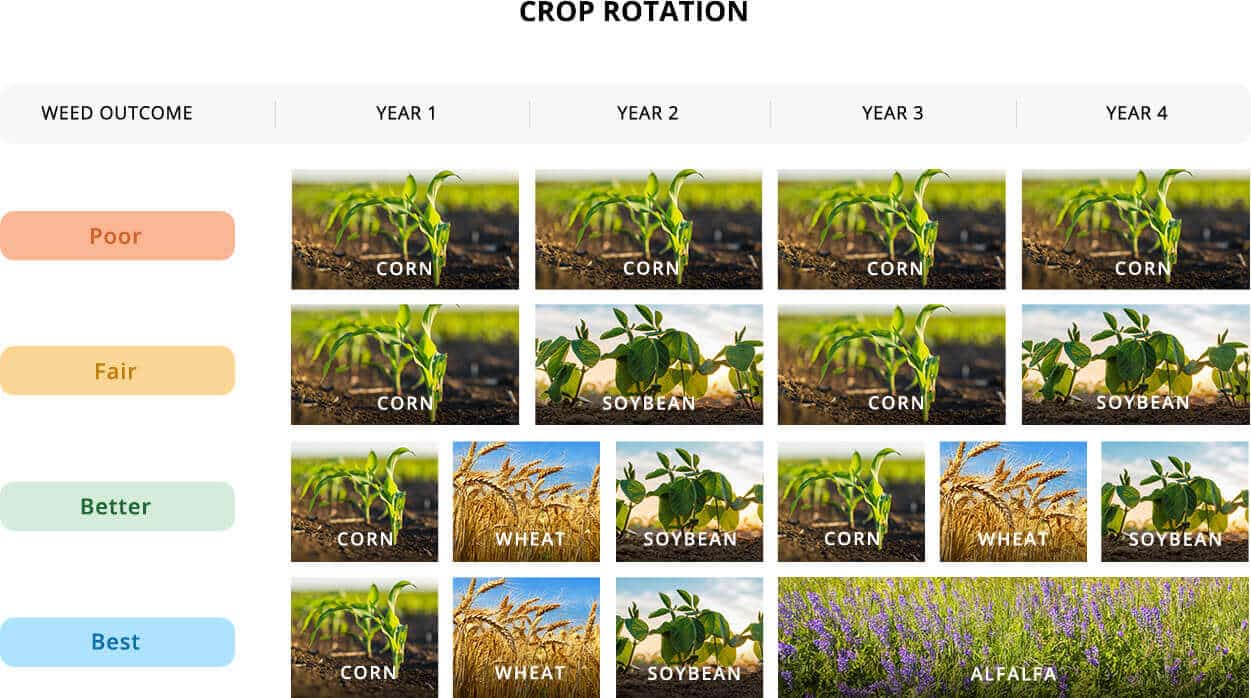 CROP ROTATION
WEED OUTCOME YEAR 1 YEAR 2 YEAR 3 YEAR 4
Poor CORN CORN CORN CORN
Fair CORN SOYBEAN CORN SOYBEAN
Better CORN WHEAT SOYBEAN CORN WHEAT SOYBEAN
Best CORN WHEAT SOYBEAN ALFALFA